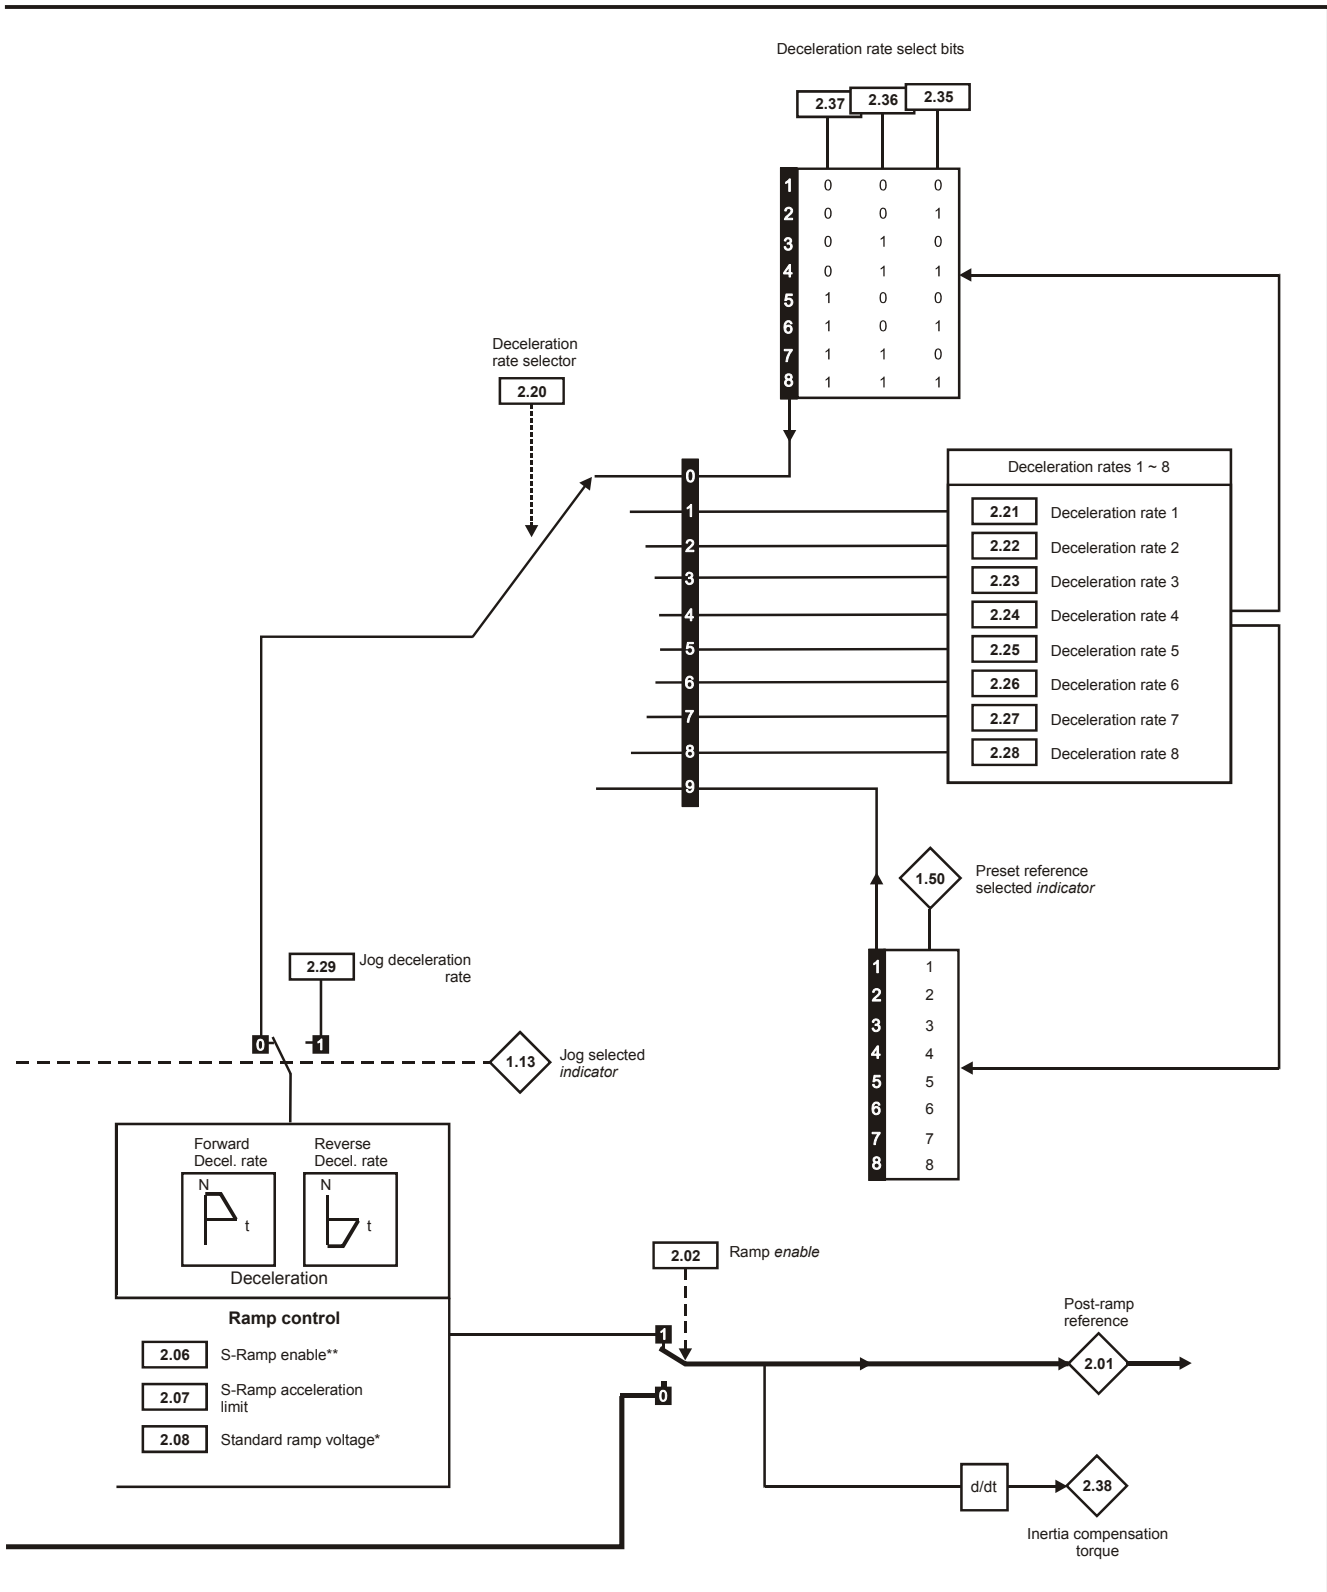 Deceleration rate select bits
2.37 2.36 2.35
1 0 0 0
2 0 0 1
3 0 1 0
4 0 1 1
5 1 0 0
6 1 0 1
7 1 1 0
8 1 1 1
Deceleration
rate selector
2.20
0
1
2
3
4
5
6
7
8
9
Deceleration rates 1 ~ 8
2.21 Deceleration rate 1
2.22 Deceleration rate 2
2.23 Deceleration rate 3
2.24 Deceleration rate 4
2.25 Deceleration rate 5
2.26 Deceleration rate 6
2.27 Deceleration rate 7
2.28 Deceleration rate 8
1.50
Preset reference
selected indicator
1 1
2 2
3 3
4 4
5 5
6 6
7 7
8 8
2.29
Jog deceleration
rate
0 1
1.13
Jog selected
indicator
Forward
Decel. rate
N
t
Reverse
Decel. rate
N
t
Deceleration
Ramp control
2.06 S-Ramp enable**
2.07 S-Ramp acceleration
limit
2.08 Standard ramp voltage*
2.02 Ramp enable
1
0
Post-ramp
reference
2.01
d/dt
2.38
Inertia compensation
torque